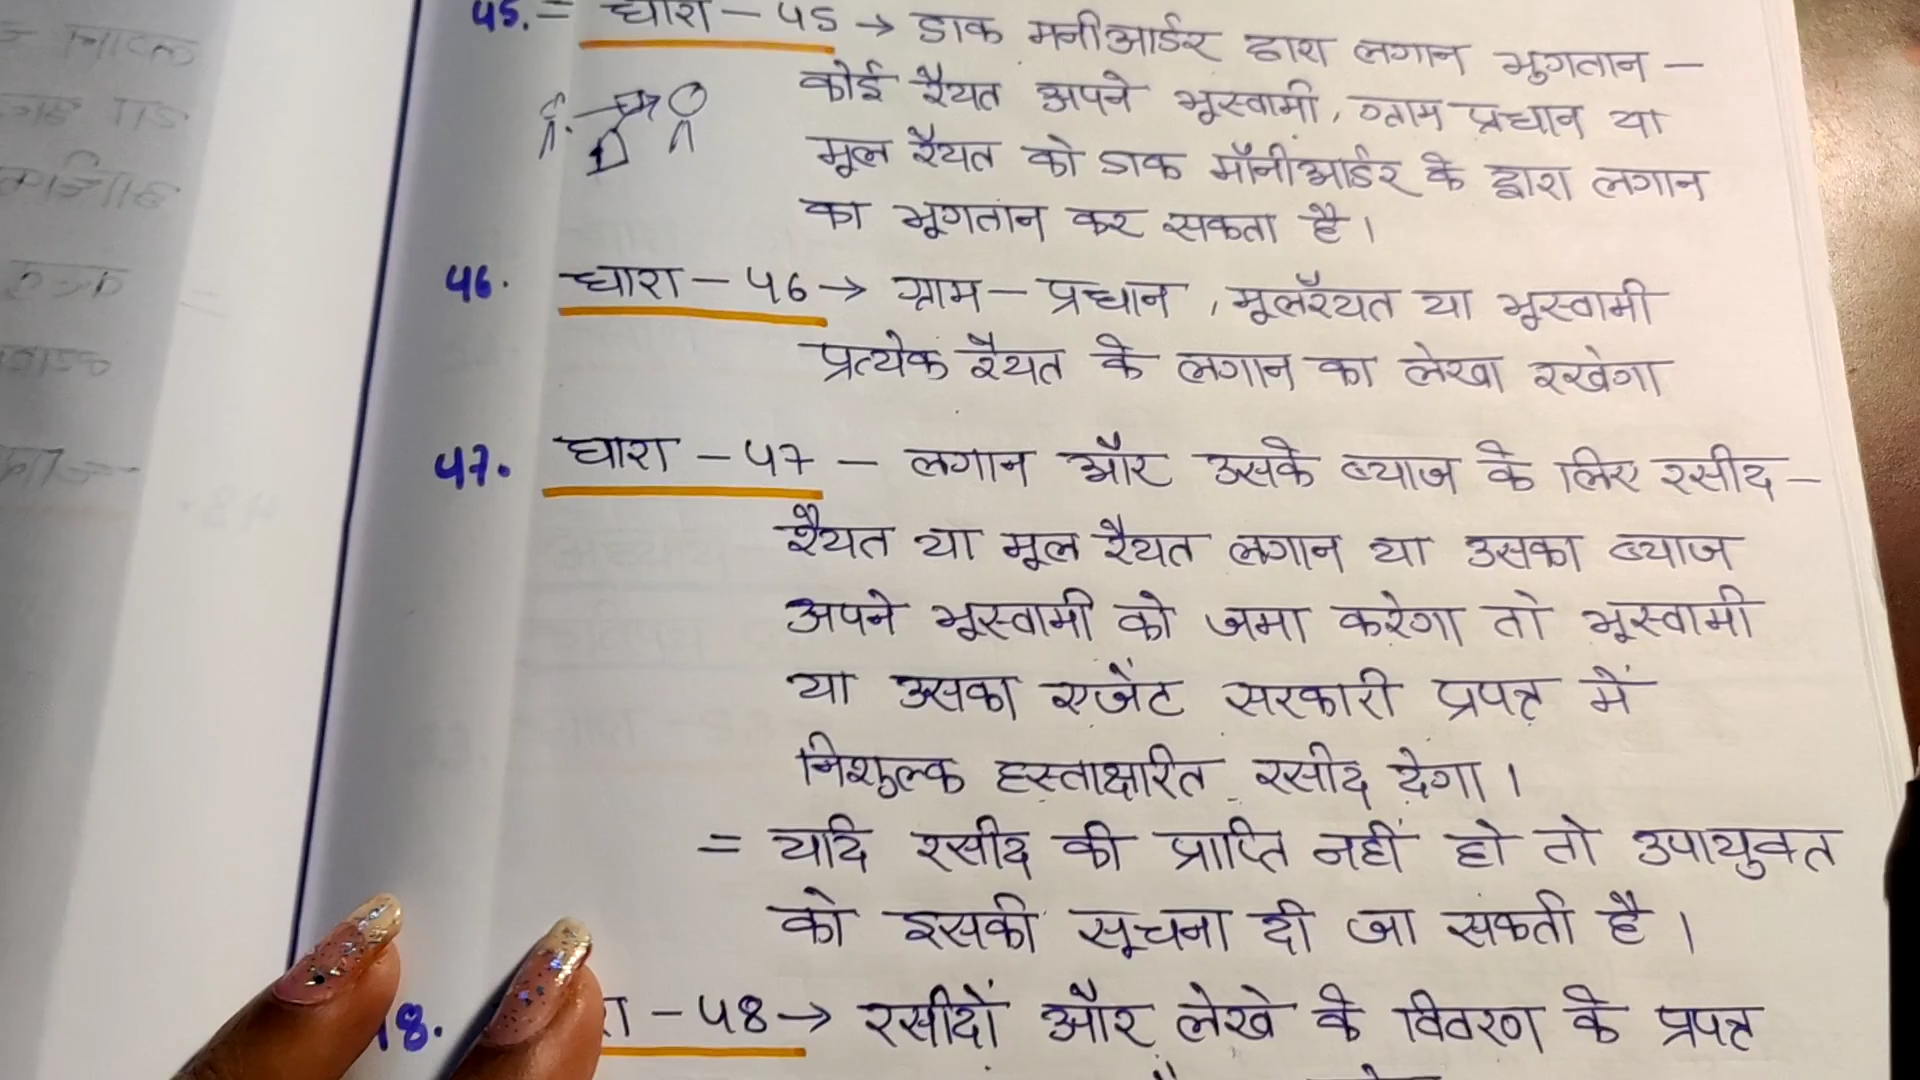 45. = धारा - 45 → डाक मनीआर्डर द्वारा लगान भुगतान -
कोई रैयत अपने भूस्वामी, ग्राम प्रधान या
मूल रैयत को डाक मॉनीआर्डर के द्वारा लगान
का भूगतान कर सकता है।
46. धारा - 46 → ग्राम - प्रधान, मूलरैयत या भूस्वामी
प्रत्येक रैयत के लगान का लेखा रखेगा
47. धारा - 47 - लगान और उसके ब्याज के लिए रसीद -
रैयत या मूल रैयत लगान या उसका ब्याज
अपने भूस्वामी को जमा करेगा तो भूस्वामी
या उसका एजेंट सरकारी प्रपत्र में
निशुल्क हस्ताक्षरित रसीद देगा।
= यदि रसीद की प्राप्ति नहीं हो तो उपायुक्त
को इसकी सूचना दी जा सकती है।
48. रा - 48 → रसीदों और लेखे के विवरण के प्रपत्र